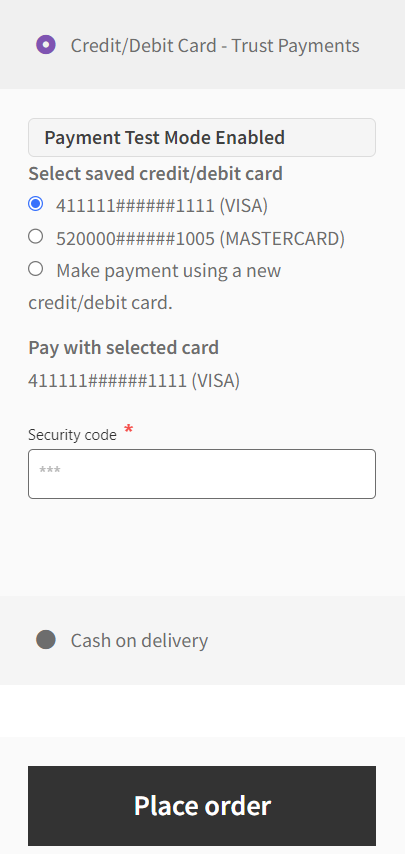 Credit/Debit Card - Trust Payments
Payment Test Mode Enabled
Select saved credit/debit card
411111######1111 (VISA)
520000######1005 (MASTERCARD)
Make payment using a new
credit/debit card.
Pay with selected card
411111######1111 (VISA)
Security code *
***
Cash on delivery
Place order